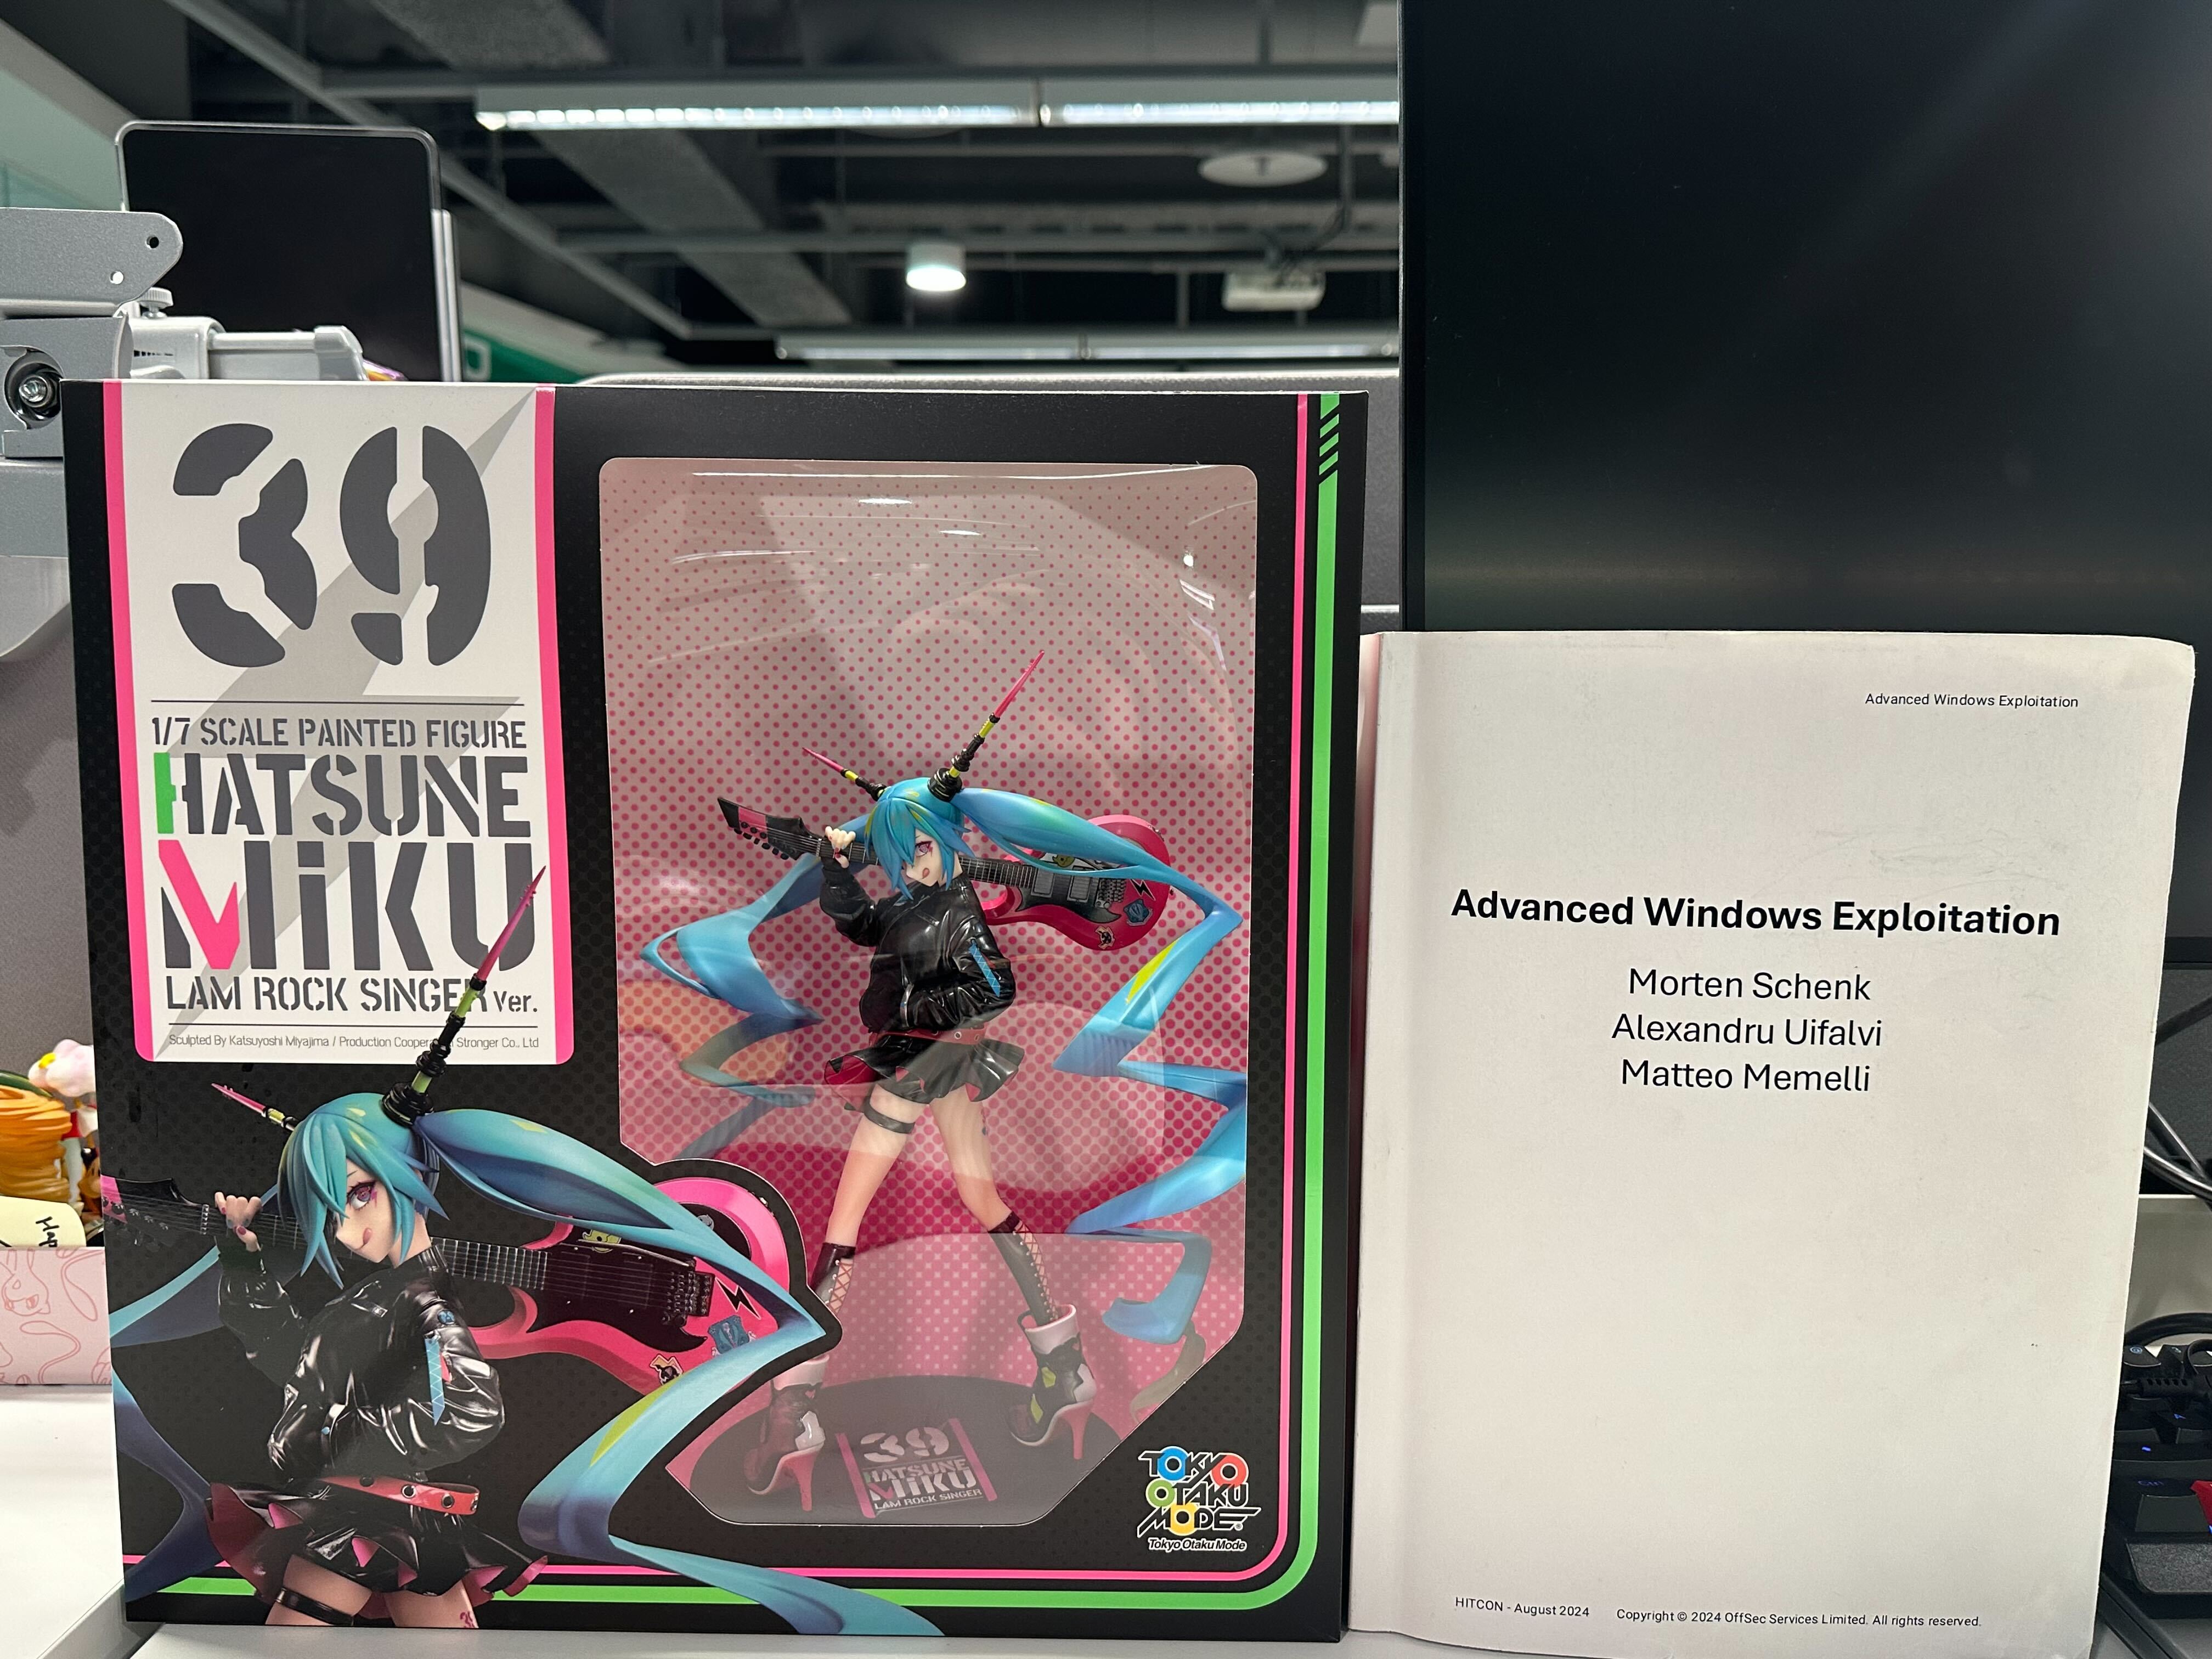 39
1/7 SCALE PAINTED FIGURE
HATSUNE
MiKU
LAM ROCK SINGER Ver.
Sculpted By Katsuyoshi Miyajima / Production Stronger Co., Ltd
39
HATSUNE
MiKU
LAM ROCK SINGER
TOKYO
OTAKU
MODE
Tokyo Otaku Mode
Advanced Windows Exploitation
Advanced Windows Exploitation
Morten Schenk
Alexandru Uifalvi
Matteo Memelli
HITCON - August 2024 Copyright © 2024 OffSec Services Limited. All rights reserved.